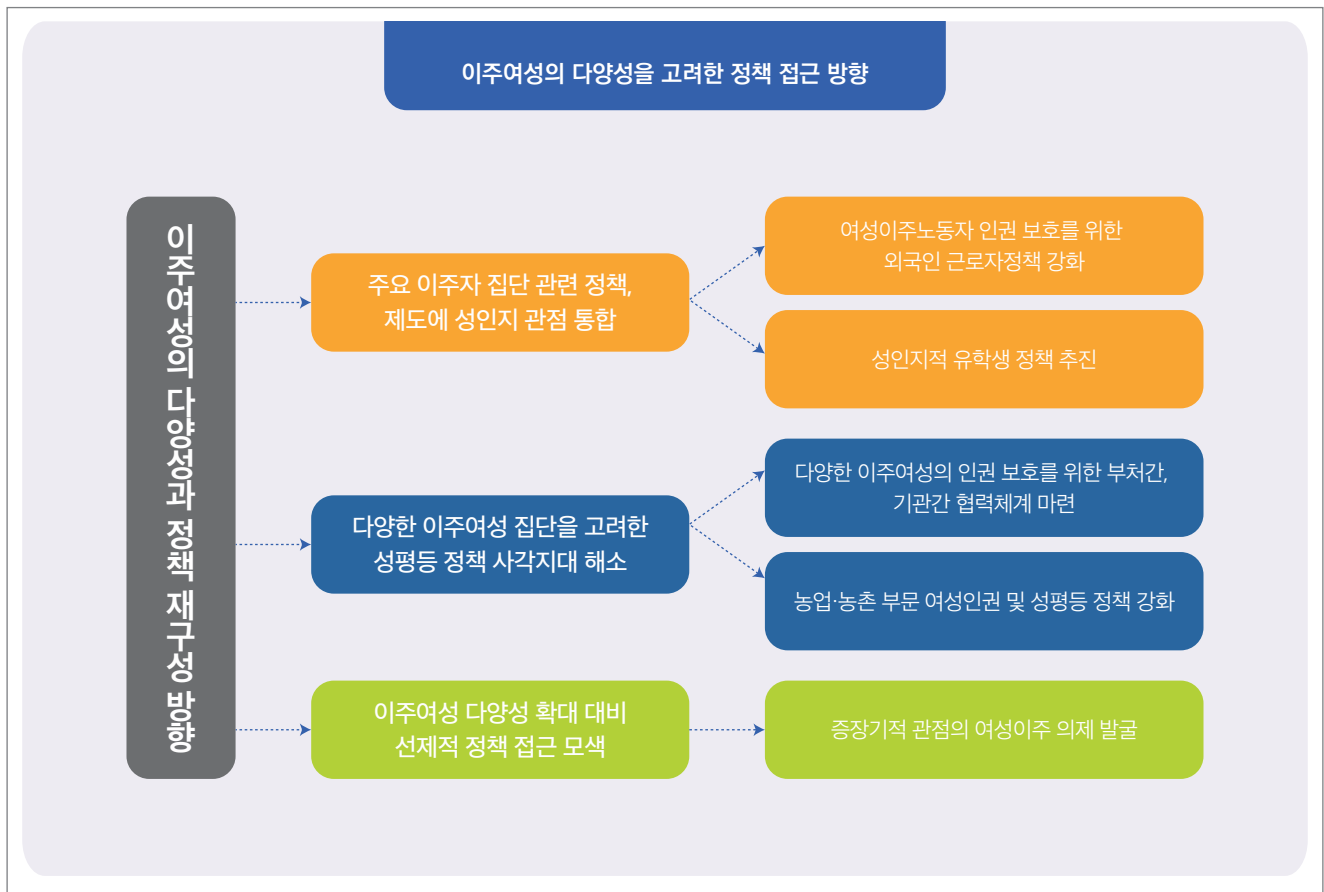 이주여성의 다양성을 고려한 정책 접근 방향
이주여성의 다양성과 정책 재구성 방향
주요 이주자 집단 관련 정책,
제도에 성인지 관점 통합
여성이주노동자 인권 보호를 위한
외국인 근로자정책 강화
성인지적 유학생 정책 추진
다양한 이주여성 집단을 고려한
성평등 정책 사각지대 해소
다양한 이주여성의 인권 보호를 위한 부처간,
기관간 협력체계 마련
농업·농촌 부문 여성인권 및 성평등 정책 강화
이주여성 다양성 확대 대비
선제적 정책 접근 모색
증장기적 관점의 여성이주 의제 발굴